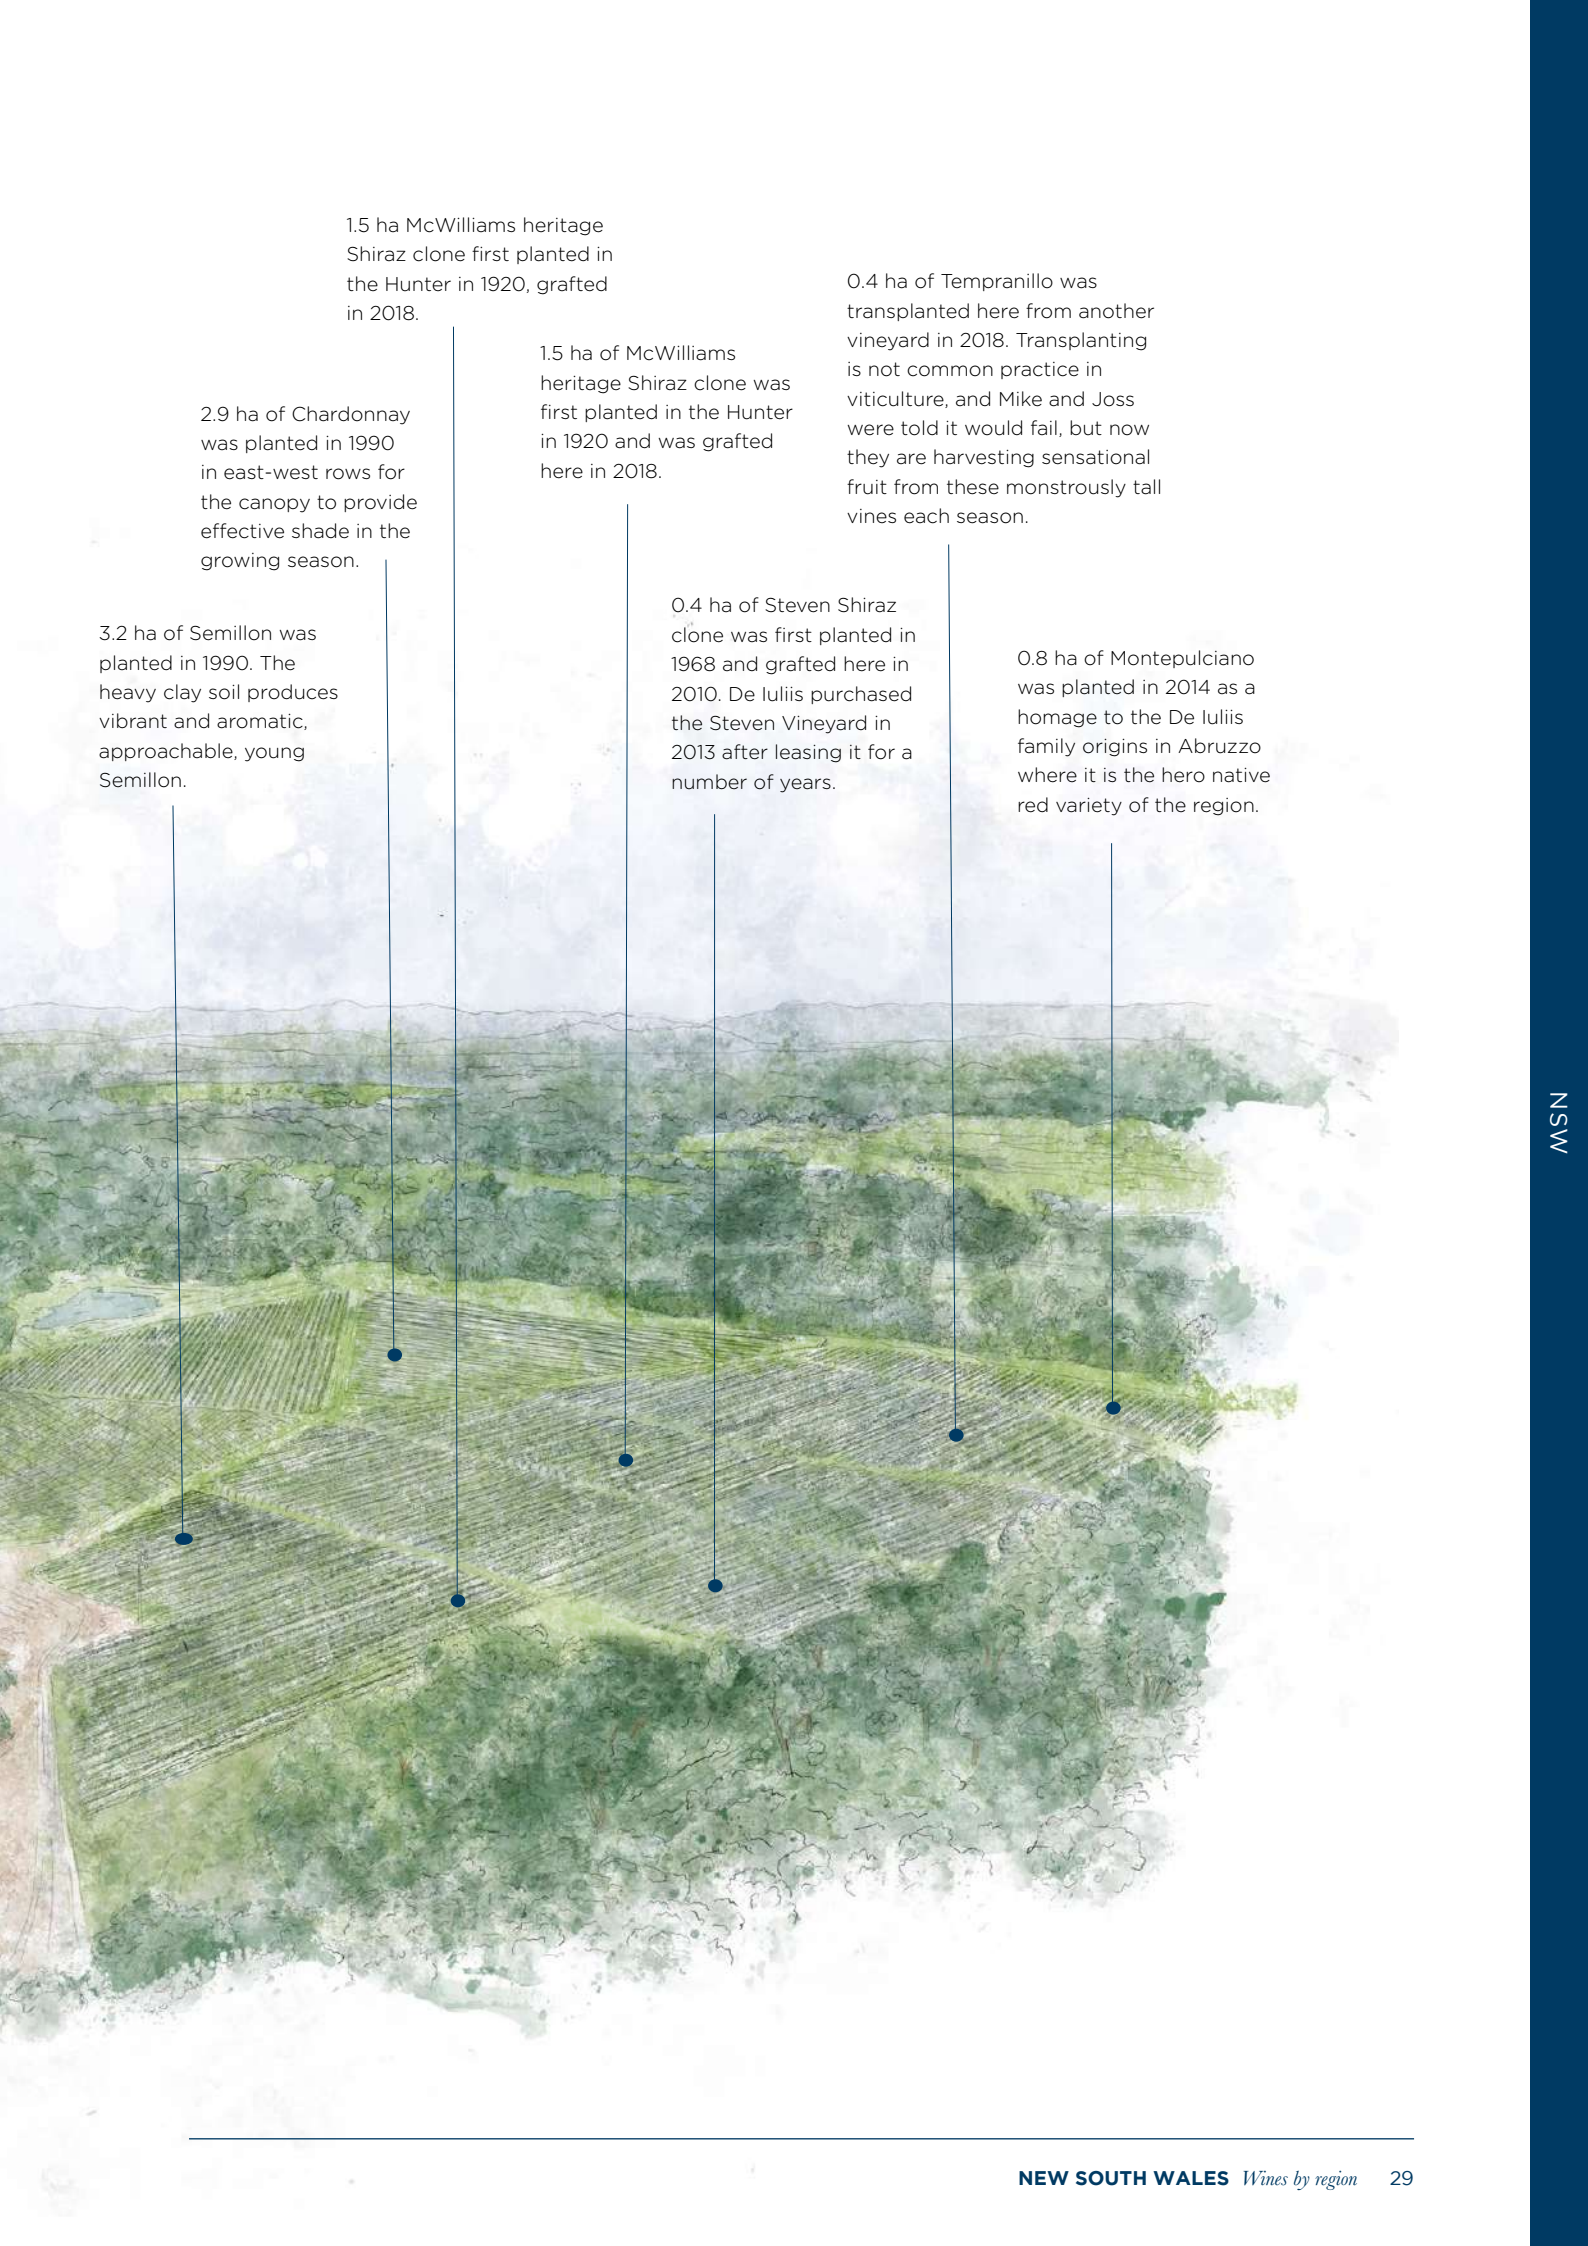 1.5 ha McWilliams heritage
Shiraz clone first planted in
the Hunter in 1920, grafted
in 2018.
0.4 ha of Tempranillo was
transplanted here from another
vineyard in 2018. Transplanting
is not common practice in
viticulture, and Mike and Joss
were told it would fail, but now
they are harvesting sensational
fruit from these monstrously tall
vines each season.
1.5 ha of McWilliams
heritage Shiraz clone was
first planted in the Hunter
in 1920 and was grafted
here in 2018.
2.9 ha of Chardonnay
was planted in 1990
in east-west rows for
the canopy to provide
effective shade in the
growing season.
0.4 ha of Steven Shiraz
clone was first planted in
1968 and grafted here in
2010. De Iuliis purchased
the Steven Vineyard in
2013 after leasing it for a
number of years.
3.2 ha of Semillon was
planted in 1990. The
heavy clay soil produces
vibrant and aromatic,
approachable, young
Semillon.
0.8 ha of Montepulciano
was planted in 2014 as a
homage to the De Iuliis
family origins in Abruzzo
where it is the hero native
red variety of the region.
NSW
NEW SOUTH WALES Wines by region 29